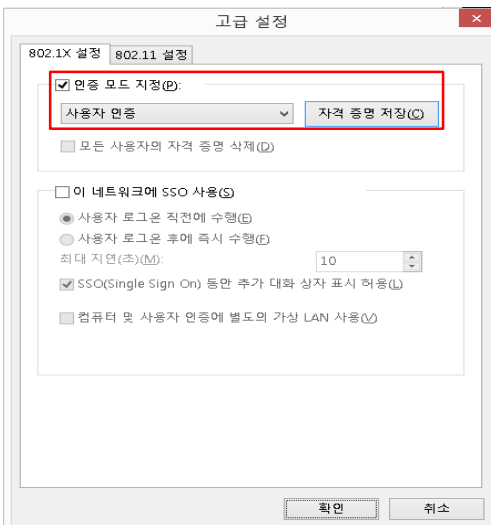 고급 설정
802.1X 설정 802.11 설정
인증 모드 지정(P):
사용자 인증 자격 증명 저장(C)
모든 사용자의 자격 증명 삭제(D)
이 네트워크에 SSO 사용(S)
사용자 로그온 직전에 수행(E)
사용자 로그온 후에 즉시 수행(F)
최대 지연(초)(M): 10
SSO(Single Sign On) 동안 추가 대화 상자 표시 허용(L)
컴퓨터 및 사용자 인증에 별도의 가상 LAN 사용(V)
확인 취소